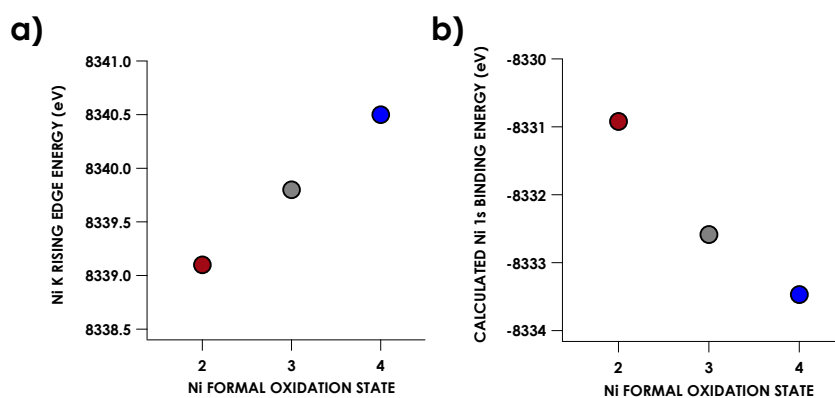 a)
Ni K RISING EDGE ENERGY (eV)
8341.0
8340.5
8340.0
8339.5
8339.0
8338.5
2 3 4
Ni FORMAL OXIDATION STATE
b)
CALCULATED Ni 1s BINDING ENERGY (eV)
-8330
-8331
-8332
-8333
-8334
2 3 4
Ni FORMAL OXIDATION STATE